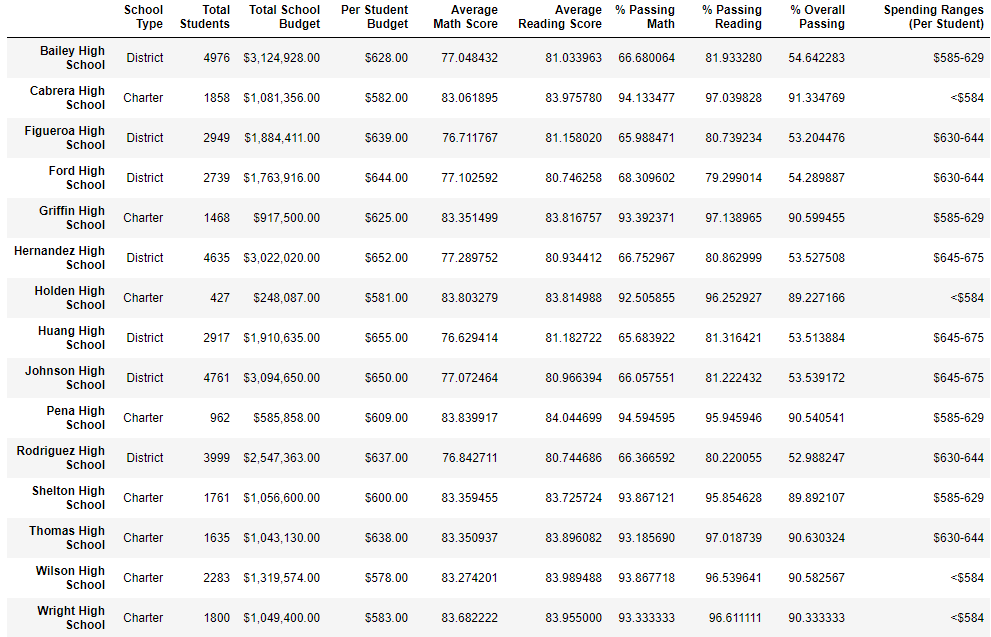 School Type Total Students Total School Budget Per Student Budget Average Math Score Average Reading Score % Passing Math % Passing Reading % Overall Passing Spending Ranges (Per Student)
Bailey High School District 4976 $3,124,928.00 $628.00 77.048432 81.033963 66.680064 81.933280 54.642283 $585-629
Cabrera High School Charter 1858 $1,081,356.00 $582.00 83.061895 83.975780 94.133477 97.039828 91.334769 <$584
Figueroa High School District 2949 $1,884,411.00 $639.00 76.711767 81.158020 65.988471 80.739234 53.204476 $630-644
Ford High School District 2739 $1,763,916.00 $644.00 77.102592 80.746258 68.309602 79.299014 54.289887 $630-644
Griffin High School Charter 1468 $917,500.00 $625.00 83.351499 83.816757 93.392371 97.138965 90.599455 $585-629
Hernandez High School District 4635 $3,022,020.00 $652.00 77.289752 80.934412 66.752967 80.862999 53.527508 $645-675
Holden High School Charter 427 $248,087.00 $581.00 83.803279 83.814988 92.505855 96.252927 89.227166 <$584
Huang High School District 2917 $1,910,635.00 $655.00 76.629414 81.182722 65.683922 81.316421 53.513884 $645-675
Johnson High School District 4761 $3,094,650.00 $650.00 77.072464 80.966394 66.057551 81.222432 53.539172 $645-675
Pena High School Charter 962 $585,858.00 $609.00 83.839917 84.044699 94.594595 95.945946 90.540541 $585-629
Rodriguez High School District 3999 $2,547,363.00 $637.00 76.842711 80.744686 66.366592 80.220055 52.988247 $630-644
Shelton High School Charter 1761 $1,056,600.00 $600.00 83.359455 83.725724 93.867121 95.854628 89.892107 $585-629
Thomas High School Charter 1635 $1,043,130.00 $638.00 83.350937 83.896082 93.185690 97.018739 90.630324 $630-644
Wilson High School Charter 2283 $1,319,574.00 $578.00 83.274201 83.989488 93.867718 96.539641 90.582567 <$584
Wright High School Charter 1800 $1,049,400.00 $583.00 83.682222 83.955000 93.333333 96.611111 90.333333 <$584